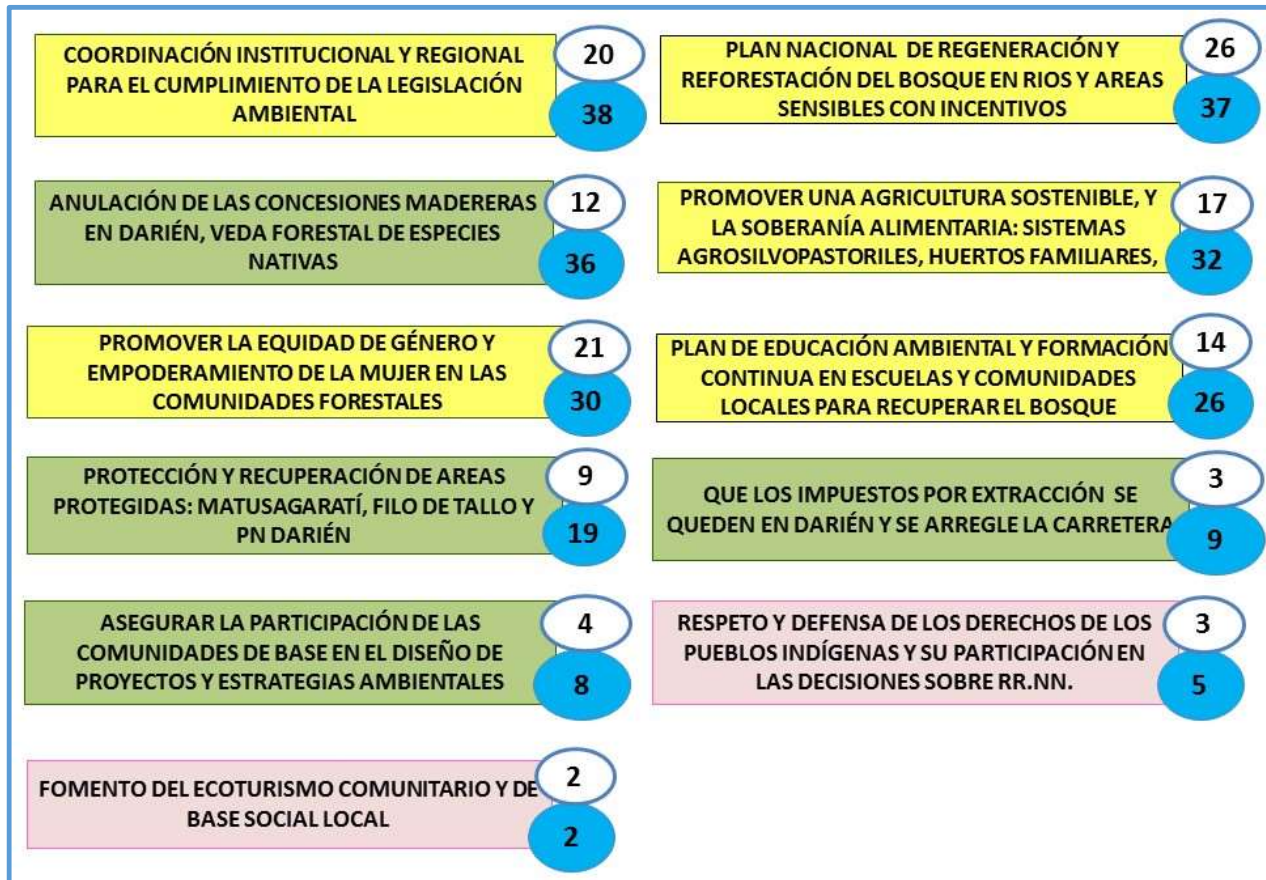 COORDINACIÓN INSTITUCIONAL Y REGIONAL
PARA EL CUMPLIMIENTO DE LA LEGISLACIÓN
AMBIENTAL
20
38
PLAN NACIONAL DE REGENERACIÓN Y
REFORESTACIÓN DEL BOSQUE EN RIOS Y AREAS
SENSIBLES CON INCENTIVOS
26
37
ANULACIÓN DE LAS CONCESIONES MADERERAS
EN DARIÉN, VEDA FORESTAL DE ESPECIES
NATIVAS
12
36
PROMOVER UNA AGRICULTURA SOSTENIBLE, Y
LA SOBERANÍA ALIMENTARIA: SISTEMAS
AGROSILVOPASTORILES, HUERTOS FAMILIARES,
17
32
PROMOVER LA EQUIDAD DE GÉNERO Y
EMPODERAMIENTO DE LA MUJER EN LAS
COMUNIDADES FORESTALES
21
30
PLAN DE EDUCACIÓN AMBIENTAL Y FORMACIÓN
CONTINUA EN ESCUELAS Y COMUNIDADES
LOCALES PARA RECUPERAR EL BOSQUE
14
26
PROTECCIÓN Y RECUPERACIÓN DE AREAS
PROTEGIDAS: MATUSAGARATÍ, FILO DE TALLO Y
PN DARIÉN
9
19
QUE LOS IMPUESTOS POR EXTRACCIÓN SE
QUEDEN EN DARIÉN Y SE ARREGLE LA CARRETERA
3
9
ASEGURAR LA PARTICIPACIÓN DE LAS
COMUNIDADES DE BASE EN EL DISEÑO DE
PROYECTOS Y ESTRATEGIAS AMBIENTALES
4
8
RESPETO Y DEFENSA DE LOS DERECHOS DE LOS
PUEBLOS INDÍGENAS Y SU PARTICIPACIÓN EN
LAS DECISIONES SOBRE RR.NN.
3
5
FOMENTO DEL ECOTURISMO COMUNITARIO Y DE
BASE SOCIAL LOCAL
2
2